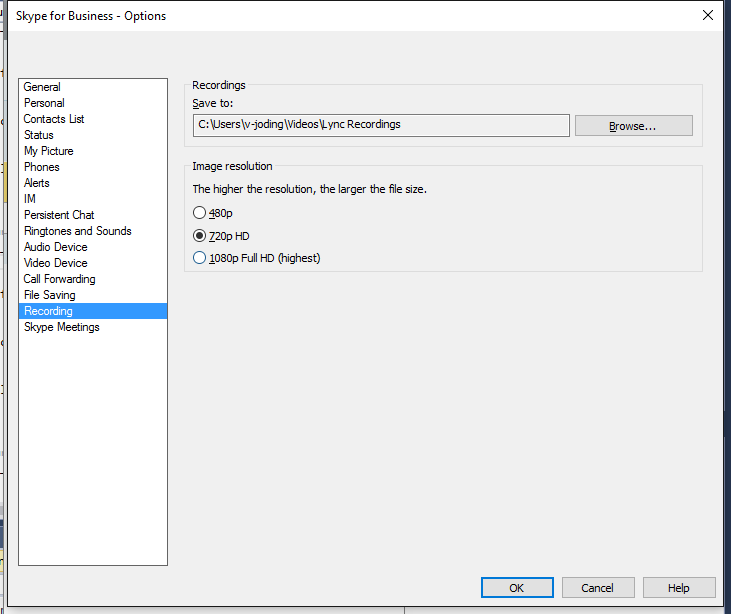 Skype for Business - Options
General
Personal
Contacts List
Status
My Picture
Phones
Alerts
IM
Persistent Chat
Ringtones and Sounds
Audio Device
Video Device
Call Forwarding
File Saving
Recording
Skype Meetings
Recordings
Save to:
C:\Users\v-joding\Videos\Lync Recordings
Browse...
Image resolution
The higher the resolution, the larger the file size.
480p
720p HD
1080p Full HD (highest)
OK
Cancel
Help